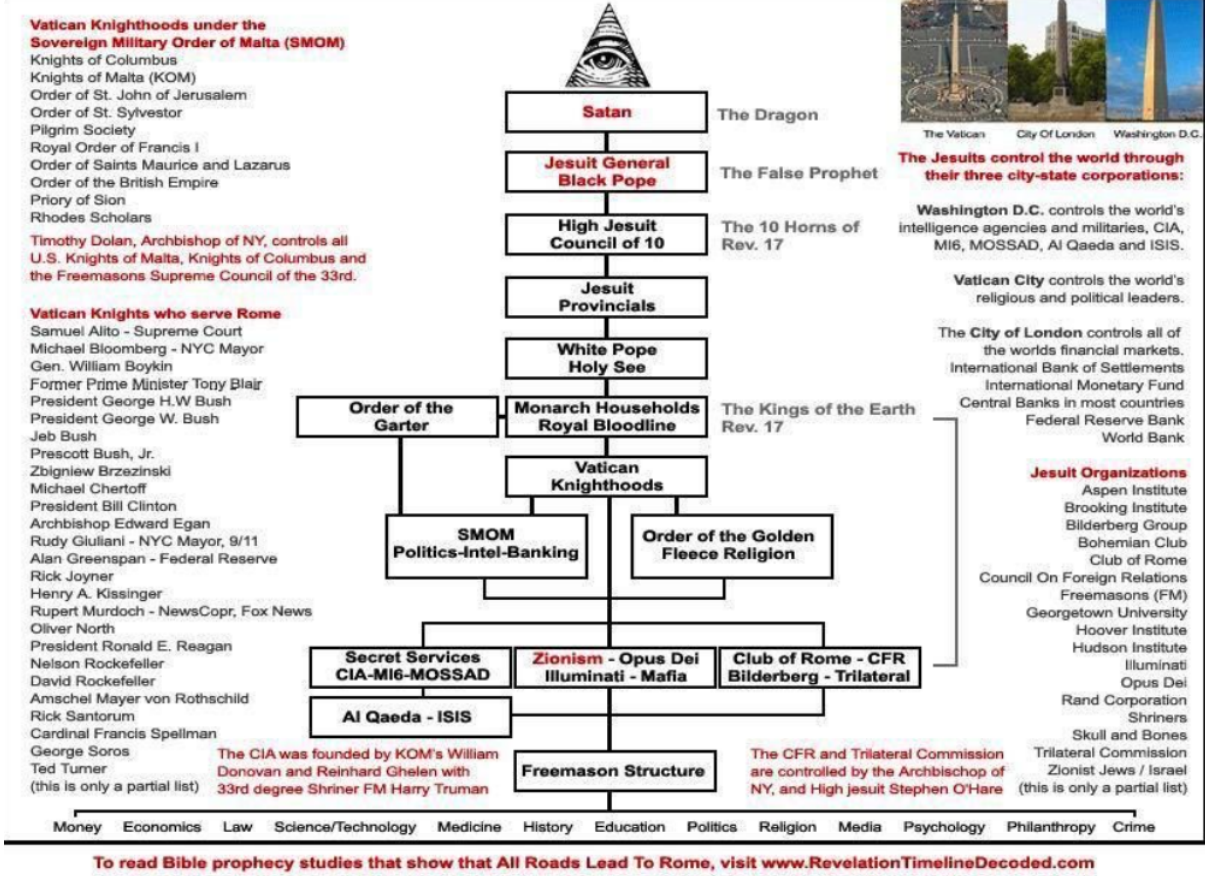 Vatican Knighthoods under the
Sovereign Military Order of Malta (SMOM)
Knights of Columbus
Knights of Malta (KOM)
Order of St. John of Jerusalem
Order of St. Sylvestor
Pilgrim Society
Royal Order of Francis I
Order of Saints Maurice and Lazarus
Order of the British Empire
Priory of Sion
Rhodes Scholars
Timothy Dolan, Archbishop of NY, controls all
U.S. Knights of Malta, Knights of Columbus and
the Freemasons Supreme Council of the 33rd.
Vatican Knights who serve Rome
Samuel Alito - Supreme Court
Michael Bloomberg - NYC Mayor
Gen. William Boykin
Former Prime Minister Tony Blair
President George H.W Bush
President George W. Bush
Jeb Bush
Prescott Bush, Jr.
Zbigniew Brzezinski
Michael Chertoff
President Bill Clinton
Archbishop Edward Egan
Rudy Giuliani - NYC Mayor, 9/11
Alan Greenspan - Federal Reserve
Rick Joyner
Henry A. Kissinger
Rupert Murdoch - NewsCopr, Fox News
Oliver North
President Ronald E. Reagan
Nelson Rockefeller
David Rockefeller
Amschel Mayer von Rothschild
Rick Santorum
Cardinal Francis Spellman
George Soros
Ted Turner
(this is only a partial list)
Satan
The Dragon
Jesuit General
Black Pope
The False Prophet
High Jesuit
Council of 10
The 10 Horns of
Rev. 17
Jesuit
Provincials
White Pope
Holy See
Order of the
Garter
Monarch Households
Royal Bloodline
The Kings of the Earth
Rev. 17
Vatican
Knighthoods
SMOM
Politics-Intel-Banking
Order of the Golden
Fleece Religion
Secret Services
CIA-MI6-MOSSAD
Zionism - Opus Dei
Illuminati - Mafia
Club of Rome - CFR
Bilderberg - Trilateral
Al Qaeda - ISIS
The CIA was founded by KOM's William
Donovan and Reinhard Ghelen with
33rd degree Shriner FM Harry Truman
Freemason Structure
The CFR and Trilateral Commission
are controlled by the Archbischop of
NY, and High jesuit Stephen O'Hare
The Vatican
City Of London
Washington D.C.
The Jesuits control the world through
their three city-state corporations:
Washington D.C. controls the world's
intelligence agencies and militaries, CIA,
MI6, MOSSAD, Al Qaeda and ISIS.
Vatican City controls the world's
religious and political leaders.
The City of London controls all of
the worlds financial markets.
International Bank of Settlements
International Monetary Fund
Central Banks in most countries
Federal Reserve Bank
World Bank
Jesuit Organizations
Aspen Institute
Brooking Institute
Bilderberg Group
Bohemian Club
Club of Rome
Council On Foreign Relations
Freemasons (FM)
Georgetown University
Hoover Institute
Hudson Institute
Illuminati
Opus Dei
Rand Corporation
Shriners
Skull and Bones
Trilateral Commission
Zionist Jews / Israel
(this is only a partial list)
Money Economics Law Science/Technology Medicine History Education Politics Religion Media Psychology Philanthropy Crime
To read Bible prophecy studies that show that All Roads Lead To Rome, visit www.RevelationTimelineDecoded.com